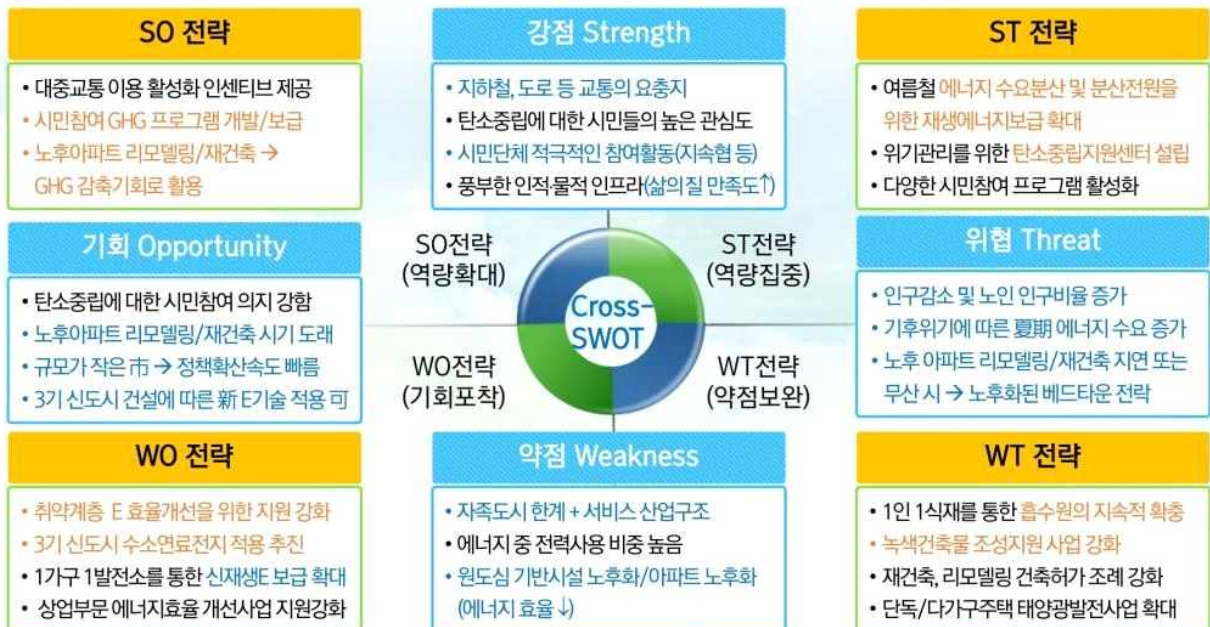 SO 전략
• 대중교통 이용 활성화 인센티브 제공
• 시민참여 GHG 프로그램 개발/보급
• 노후아파트 리모델링/재건축 →
GHG 감축기회로 활용
강점 Strength
• 지하철, 도로 등 교통의 요충지
• 탄소중립에 대한 시민들의 높은 관심도
• 시민단체 적극적인 참여활동(지속협 등)
• 풍부한 인적·물적 인프라(삶의질 만족도↑)
ST 전략
• 여름철 에너지 수요분산 및 분산전원을
위한 재생에너지보급 확대
• 위기관리를 위한 탄소중립지원센터 설립
• 다양한 시민참여 프로그램 활성화
기회 Opportunity
• 탄소중립에 대한 시민참여 의지 강함
• 노후아파트 리모델링/재건축 시기 도래
• 규모가 작은 市 → 정책확산속도 빠름
• 3기 신도시 건설에 따른 新 E기술 적용 可
SO전략
(역량확대)
ST전략
(역량집중)
Cross-
SWOT
WO전략
(기회포착)
WT전략
(약점보완)
위협 Threat
• 인구감소 및 노인 인구비율 증가
• 기후위기에 따른 夏期 에너지 수요 증가
• 노후 아파트 리모델링/재건축 지연 또는
무산 시 → 노후화된 베드타운 전락
WO 전략
• 취약계층 E 효율개선을 위한 지원 강화
• 3기 신도시 수소연료전지 적용 추진
• 1가구 1발전소를 통한 신재생E 보급 확대
• 상업부문 에너지효율 개선사업 지원강화
약점 Weakness
• 자족도시 한계 + 서비스 산업구조
• 에너지 중 전력사용 비중 높음
• 원도심 기반시설 노후화/아파트 노후화
(에너지 효율↓)
WT 전략
• 1인 1식재를 통한 흡수원의 지속적 확충
• 녹색건축물 조성지원 사업 강화
• 재건축, 리모델링 건축허가 조례 강화
• 단독/다가구주택 태양광발전사업 확대